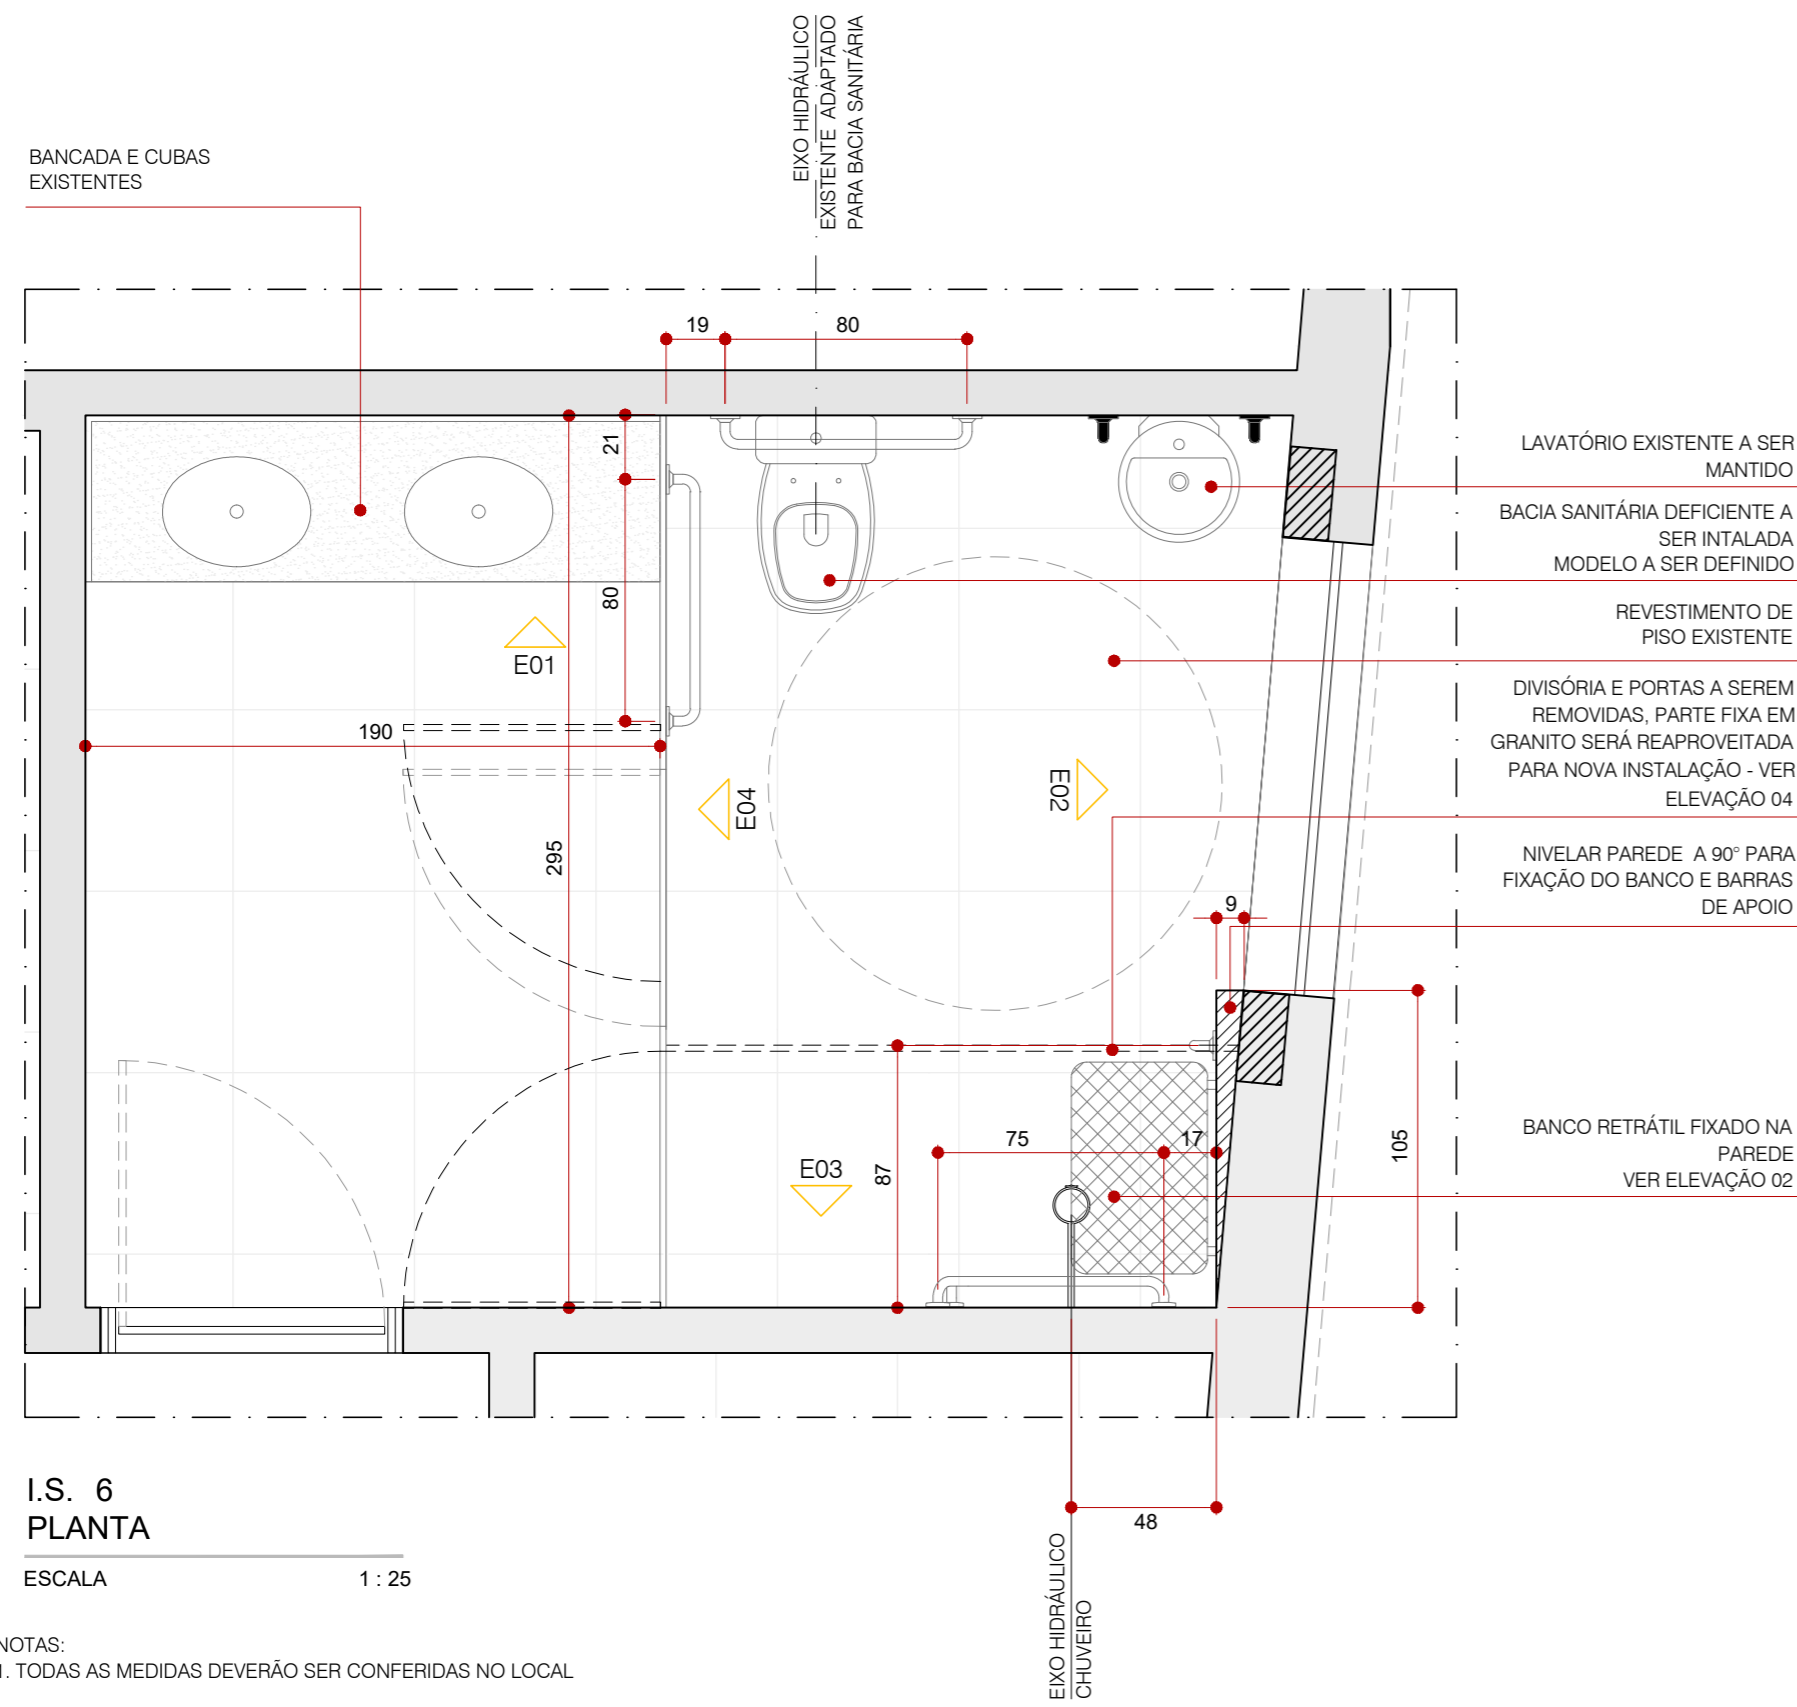 EIXO HIDRÁULICO
EXISTENTE ADAPTADO
PARA BACIA SANITÁRIA
BANCADA E CUBAS
EXISTENTES
19
80
21
80
LAVATÓRIO EXISTENTE A SER
MANTIDO
BACIA SANITÁRIA DEFICIENTE A
SER INTALADA
MODELO A SER DEFINIDO
REVESTIMENTO DE
PISO EXISTENTE
DIVISÓRIA E PORTAS A SEREM
REMOVIDAS, PARTE FIXA EM
GRANITO SERÁ REAPROVEITADA
PARA NOVA INSTALAÇÃO - VER
ELEVAÇÃO 04
NIVELAR PAREDE A 90° PARA
FIXAÇÃO DO BANCO E BARRAS
DE APOIO
BANCO RETRÁTIL FIXADO NA
PAREDE
VER ELEVAÇÃO 02
E01
190
E04
E02
295
9
75
17
87
E03
105
48
EIXO HIDRÁULICO
CHUVEIRO
I.S. 6
PLANTA
ESCALA 1 : 25
NOTAS:
1. TODAS AS MEDIDAS DEVERÃO SER CONFERIDAS NO LOCAL